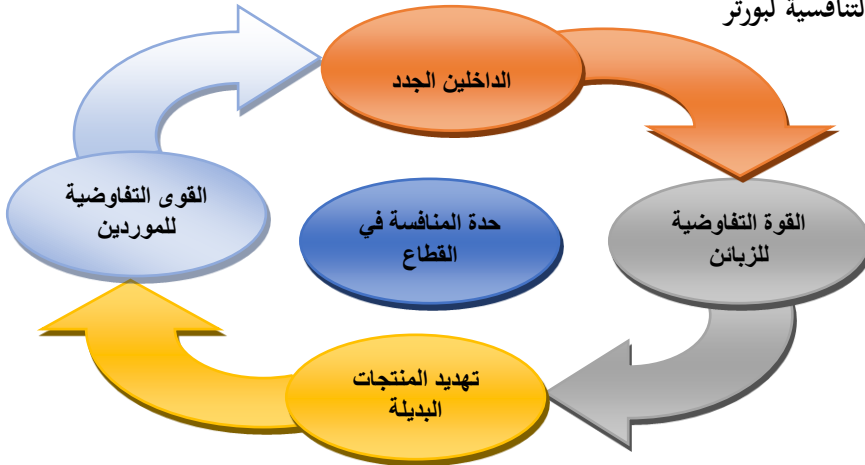 لتنافسية لبورتر
الداخلين الجدد
القوة التفاوضية
للزبائن
تهديد المنتجات
البديلة
القوى التفاوضية
للموردين
حدة المنافسة في
القطاع